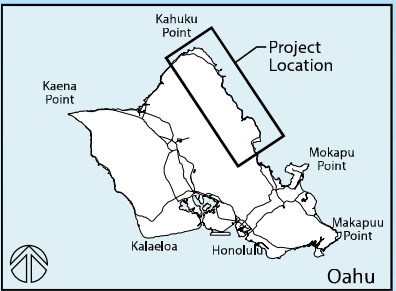 Kahuku
Point
Project
Location
Kaena
Point
Mokapu
Point
Makapuu
Point
Kalaeloa
Honolulu
Oahu